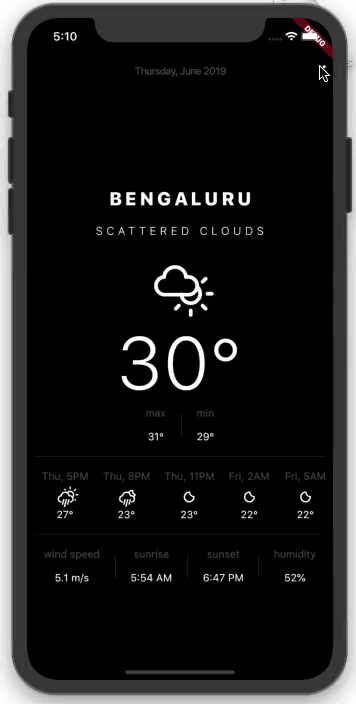 5:10
DEBUG
Thursday, June 2019
BENGALURU
SCATTERED CLOUDS
30°
max min
31° 29°
Thu, 5PM Thu, 8PM Thu, 11PM Fri, 2AM Fri, 5AM
27° 23° 23° 22° 22°
wind speed sunrise sunset humidity
5.1 m/s 5:54 AM 6:47 PM 52%